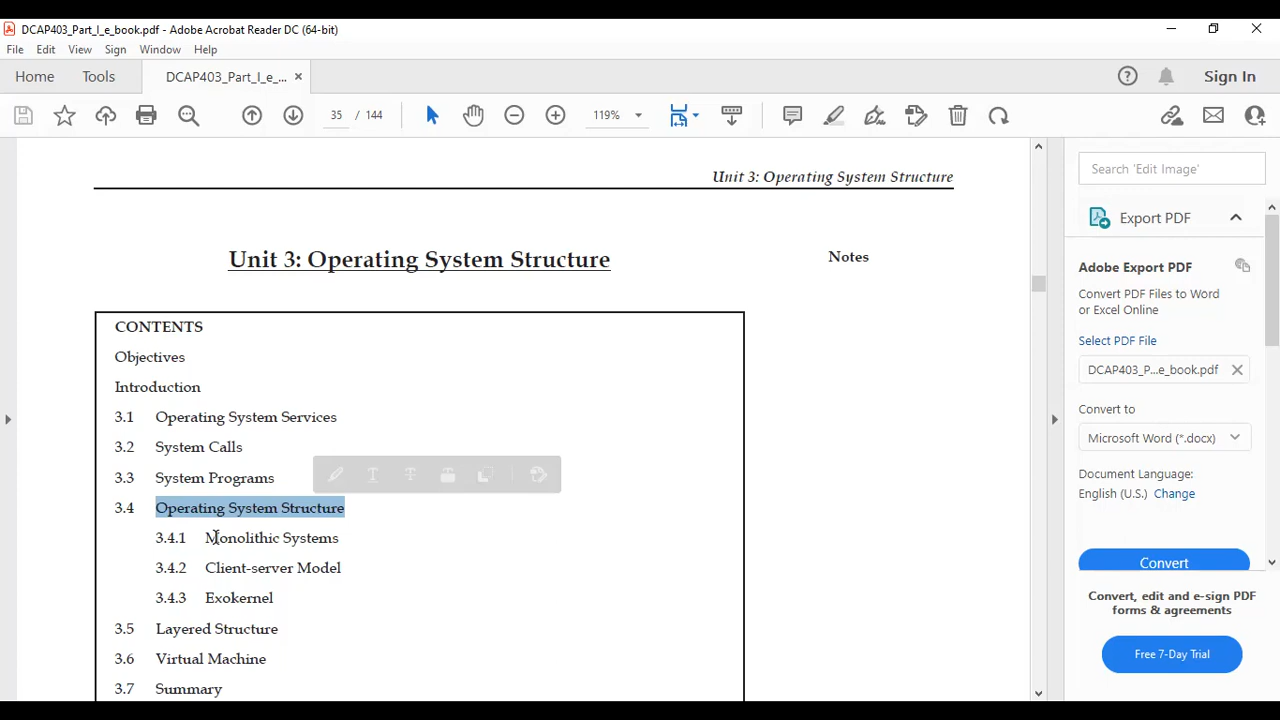 DCAP403_Part_I_e_book.pdf - Adobe Acrobat Reader DC (64-bit)
File Edit View Sign Window Help
Home Tools DCAP403_Part_I_e_... × Sign In
35 / 144 119%
Unit 3: Operating System Structure
Unit 3: Operating System Structure
Notes
CONTENTS
Objectives
Introduction
3.1 Operating System Services
3.2 System Calls
3.3 System Programs
3.4 Operating System Structure
3.4.1 Monolithic Systems
3.4.2 Client-server Model
3.4.3 Exokernel
3.5 Layered Structure
3.6 Virtual Machine
3.7 Summary
Search 'Edit Image'
Export PDF
Adobe Export PDF
Convert PDF Files to Word
or Excel Online
Select PDF File
DCAP403_P...e_book.pdf
Convert to
Microsoft Word (*.docx)
Document Language:
English (U.S.) Change
Convert
Convert, edit and e-sign PDF
forms & agreements
Free 7-Day Trial